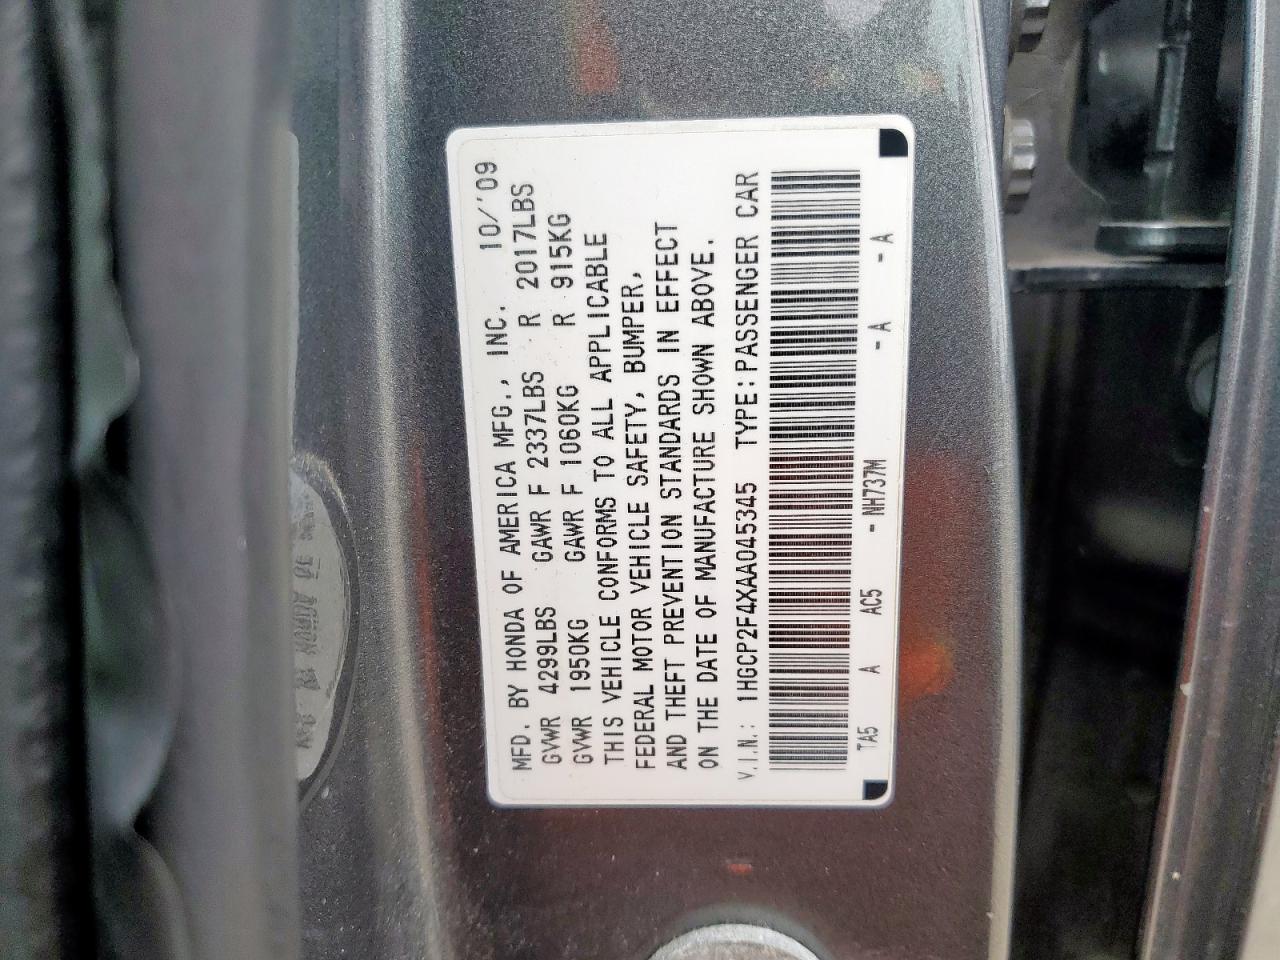 MFD. BY HONDA OF AMERICA MFG., INC. 10/'09
GVWR 4299LBS GAWR F 2337LBS R 2017LBS
GVWR 1950KG GAWR F 1060KG R 915KG
THIS VEHICLE CONFORMS TO ALL APPLICABLE
FEDERAL MOTOR VEHICLE SAFETY, BUMPER,
AND THEFT PREVENTION STANDARDS IN EFFECT
ON THE DATE OF MANUFACTURE SHOWN ABOVE.
V.I.N.: 1HGCP2F4XAA045345 TYPE:PASSENGER CAR
TA5 A AC5 - NH737M - A - A